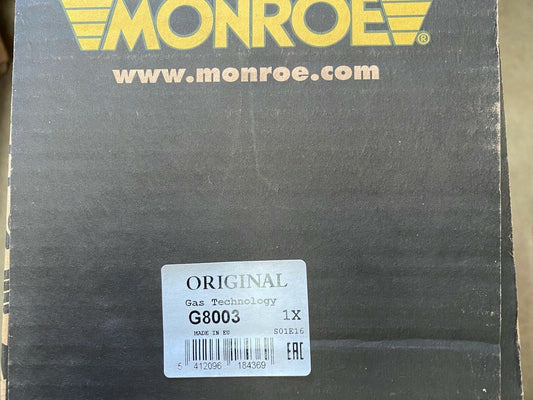 MONROE®
www.monroe.com
ORIGINAL
Gas Technology
G8003 1X
MADE IN EU S01E16
EAC
5 412096 184369